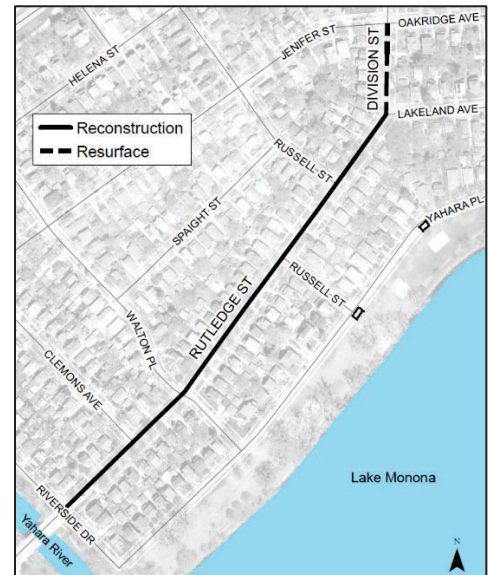 OAKRIDGE AVE
JENIFER ST
HELENA ST
DIVISION ST
LAKELAND AVE
Reconstruction
Resurface
RUSSELL ST
YAHARA PL
SPAIGHT ST
RUSSELL ST
RUTLEDGE ST
WALTON PL
CLEMONS AVE
Lake Monona
RIVERSIDE DR
Yahara River
N